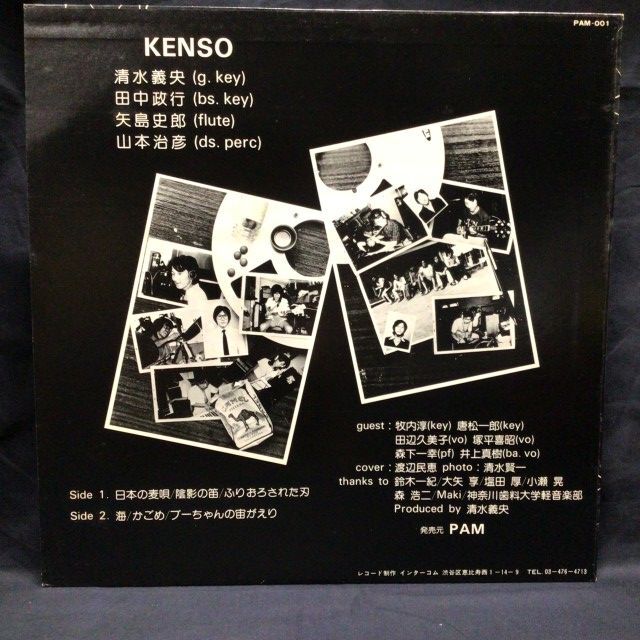 PAM-001
KENSO
清水義央 (g. key)
田中政行 (bs. key)
矢島史郎 (flute)
山本治彦 (ds. perc)
guest : 牧内淳(key) 唐松一郎(key)
田辺久美子(vo) 塚平喜昭(vo)
森下一幸(pf) 井上真樹(ba. vo)
cover : 渡辺民恵 photo : 清水賢一
thanks to 鈴木一紀/大矢 享/塩田 厚/小瀬 晃
森 浩二/Maki/神奈川歯科大学軽音楽部
Produced by 清水義央
Side 1. 日本の麦唄/陰影の笛/ふりおろされた刃
Side 2. 海/かごめ/ブーちゃんの宙がえり
発売元 PAM
レコード制作 インターコム 渋谷区恵比寿西1-14-9 TEL. 03-476-4713